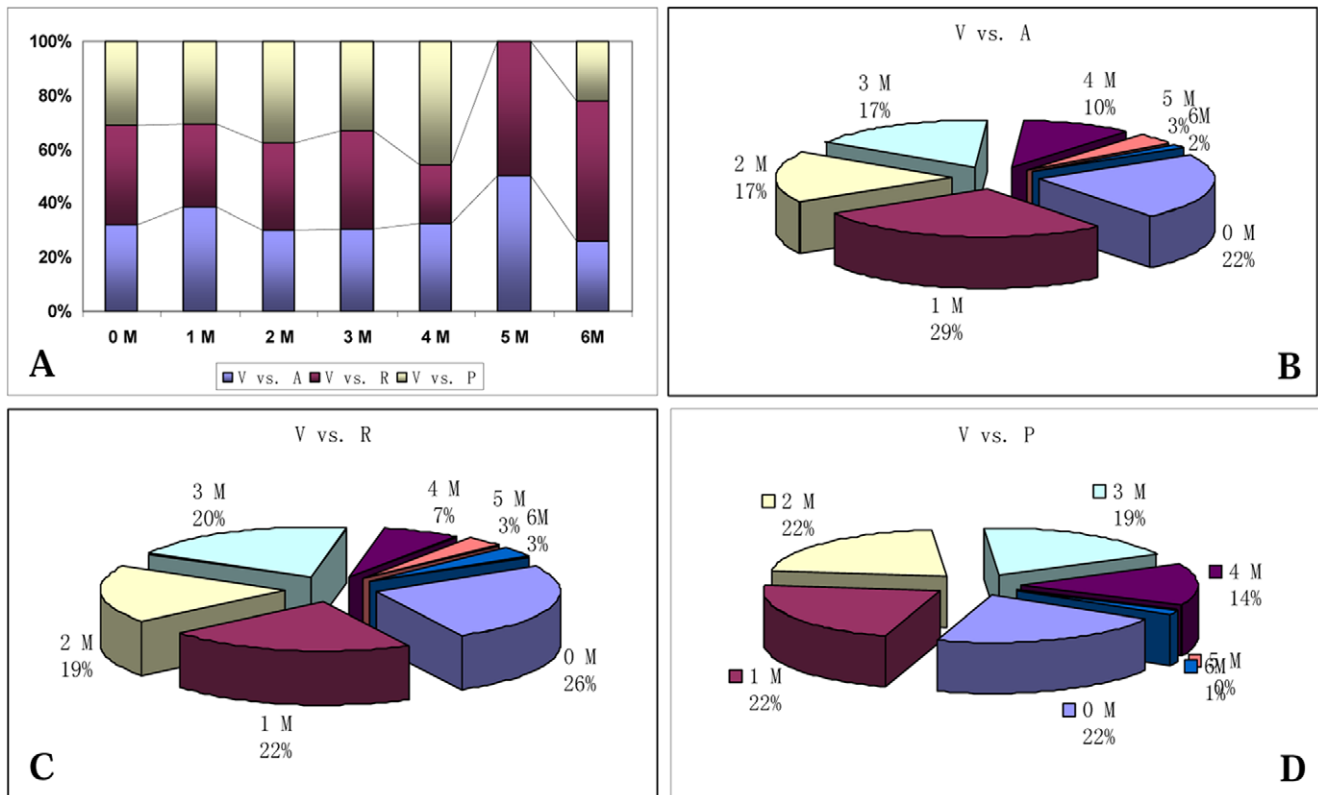 100%
80%
60%
40%
20%
0%
0 M 1 M 2 M 3 M 4 M 5 M 6M
V vs. A V vs. R V vs. P
A
V vs. A
3 M
17%
4 M
10%
5 M
3%
6M
2%
2 M
17%
0 M
22%
1 M
29%
B
V vs. R
3 M
20%
4 M
7%
5 M
3%
6M
3%
2 M
19%
0 M
26%
1 M
22%
C
V vs. P
2 M
22%
3 M
19%
4 M
14%
5 M
0%
6M
1%
1 M
22%
0 M
22%
D